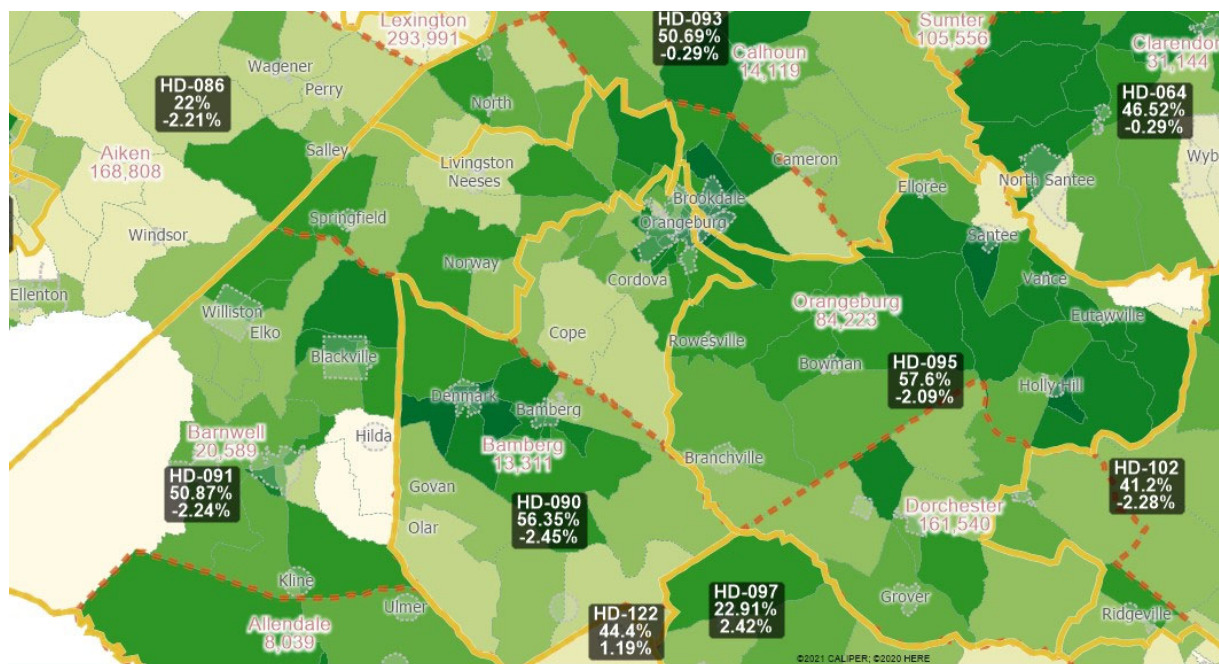 Lexington
293,991
HD-093
50.69%
-0.29%
Sumter
105,556
Calhoun
14,119
Clarendon
31,144
Wagener
Perry
HD-086
22%
-2.21%
North
HD-064
46.52%
-0.29%
Aiken
168,808
Salley
Livingston
Neeses
Cameron
Elloree
North Santee
Wyb
Springfield
Brookdale
Orangeburg
Windsor
Santee
Norway
Cordova
Vance
Ellenton
Williston
Elko
Orangeburg
84,223
Eutawville
Cope
Rowesville
Blackville
Bowman
HD-095
57.6%
-2.09%
Holly Hill
Denmark
Bamberg
Hilda
Barnwell
20,589
Bamberg
13,311
Branchville
HD-091
50.87%
-2.24%
Govan
HD-090
56.35%
-2.45%
HD-102
41.2%
-2.28%
Olar
Dorchester
161,540
Kline
Ulmer
HD-097
22.91%
2.42%
Grover
Allendale
8,039
HD-122
44.4%
1.19%
Ridgeville
©2021 CALIPER; ©2020 HERE